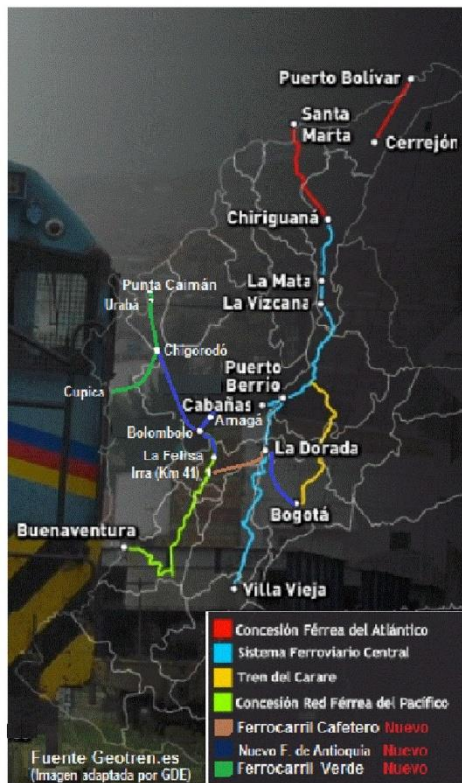 Puerto Bolívar
Santa
Marta
Cerrejón
Chiriguaná
La Mata
La Vizcana
Punta Caimán
Urabá
Chigorodó
Puerto
Berrio
Cupica
Cabañas
Amagá
Bolombolo
La Felisa
La Dorada
Irra (Km 41)
Bogotá
Buenaventura
Villa Vieja
Concesión Férrea del Atlántico
Sistema Ferroviario Central
Tren del Carare
Concesión Red Férrea del Pacífico
Ferrocarril Cafetero Nuevo
Nuevo F. de Antioquia Nuevo
Ferrocarril Verde Nuevo
Fuente Geotren.es
(Imagen adaptada por GDE)